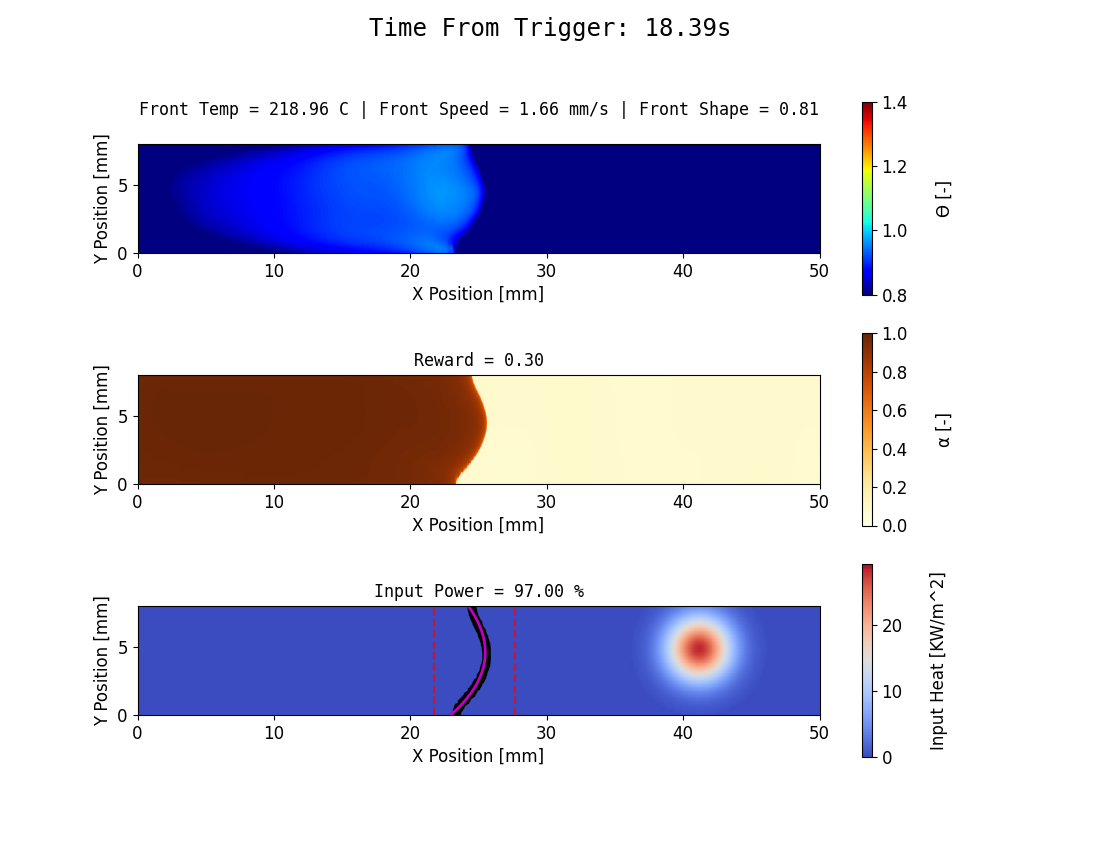 Time From Trigger: 18.39s
Front Temp = 218.96 C | Front Speed = 1.66 mm/s | Front Shape = 0.81
Y Position [mm]
5
0
0 10 20 30 40 50
X Position [mm]
1.4
1.2
1.0
0.8
Θ [-]
Reward = 0.30
Y Position [mm]
5
0
0 10 20 30 40 50
X Position [mm]
1.0
0.8
0.6
0.4
0.2
0.0
α [-]
Input Power = 97.00 %
Y Position [mm]
5
0
0 10 20 30 40 50
X Position [mm]
20
10
0
Input Heat [KW/m^2]